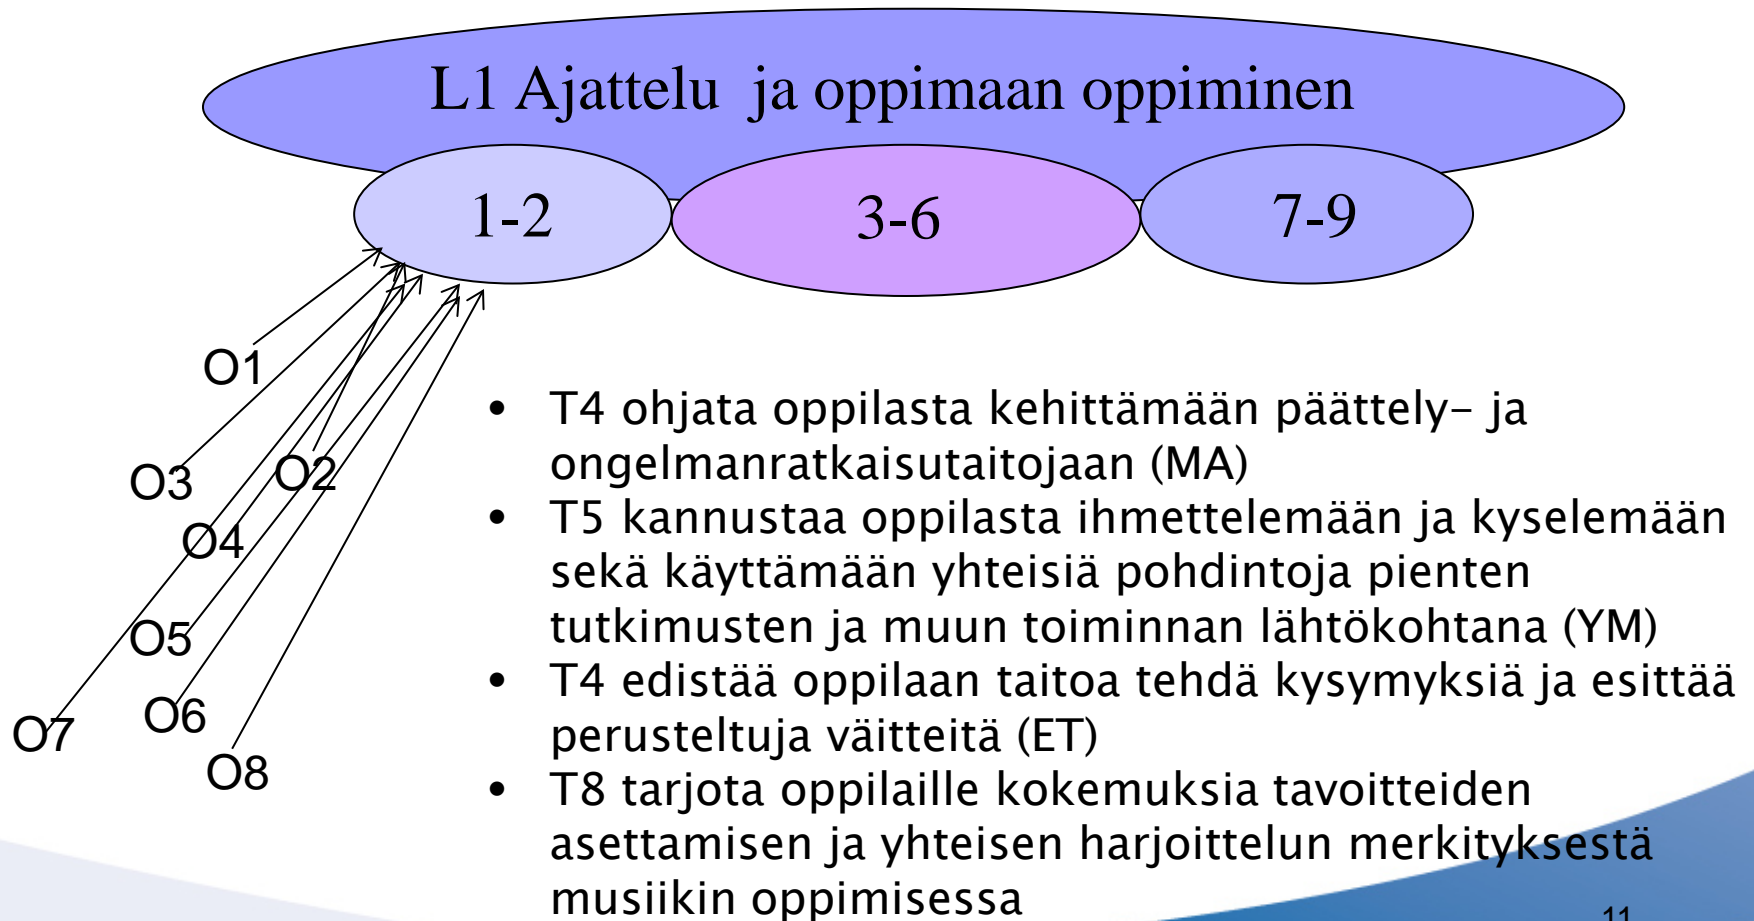 L1 Ajattelu ja oppimaan oppiminen
1-2
3-6
7-9
O1
O3
O2
O4
O5
O6
O7
O8
• T4 ohjata oppilasta kehittämään päättely- ja
ongelmanratkaisutaitojaan (MA)
• T5 kannustaa oppilasta ihmettelemään ja kyselemään
sekä käyttämään yhteisiä pohdintoja pienten
tutkimusten ja muun toiminnan lähtökohtana (YM)
• T4 edistää oppilaan taitoa tehdä kysymyksiä ja esittää
perusteltuja väitteitä (ET)
• T8 tarjota oppilaille kokemuksia tavoitteiden
asettamisen ja yhteisen harjoittelun merkityksestä
musiikin oppimisessa
11